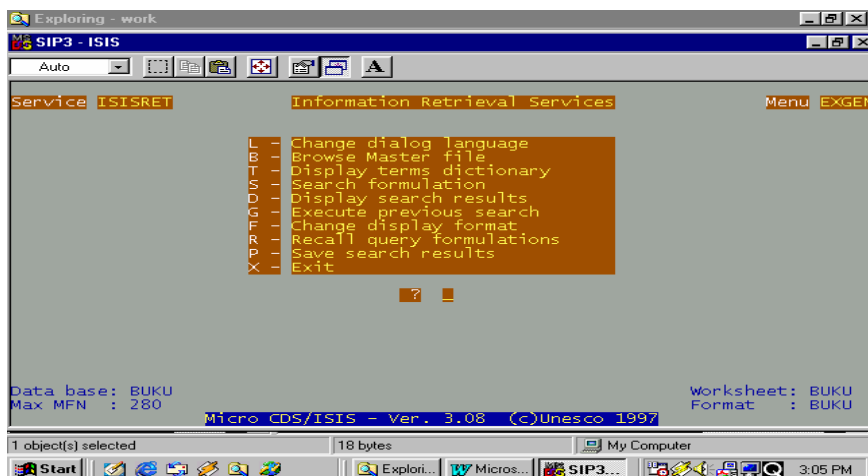 Exploring - work
SIP3 - ISIS
Auto
A
Service ISISRET Information Retrieval Services Menu EXGEN
L - Change dialog language
B - Browse Master file
T - Display terms dictionary
S - Search formulation
D - Display search results
G - Execute previous search
F - Change display format
R - Recall query formulations
P - Save search results
X - Exit
? _
Data base: BUKU Worksheet: BUKU
Max MFN : 280 Format : BUKU
Micro CDS/ISIS - Ver. 3.08 (c)Unesco 1997
1 object(s) selected 18 bytes My Computer
Start Explori... Micros... SIP3... 3:05 PM